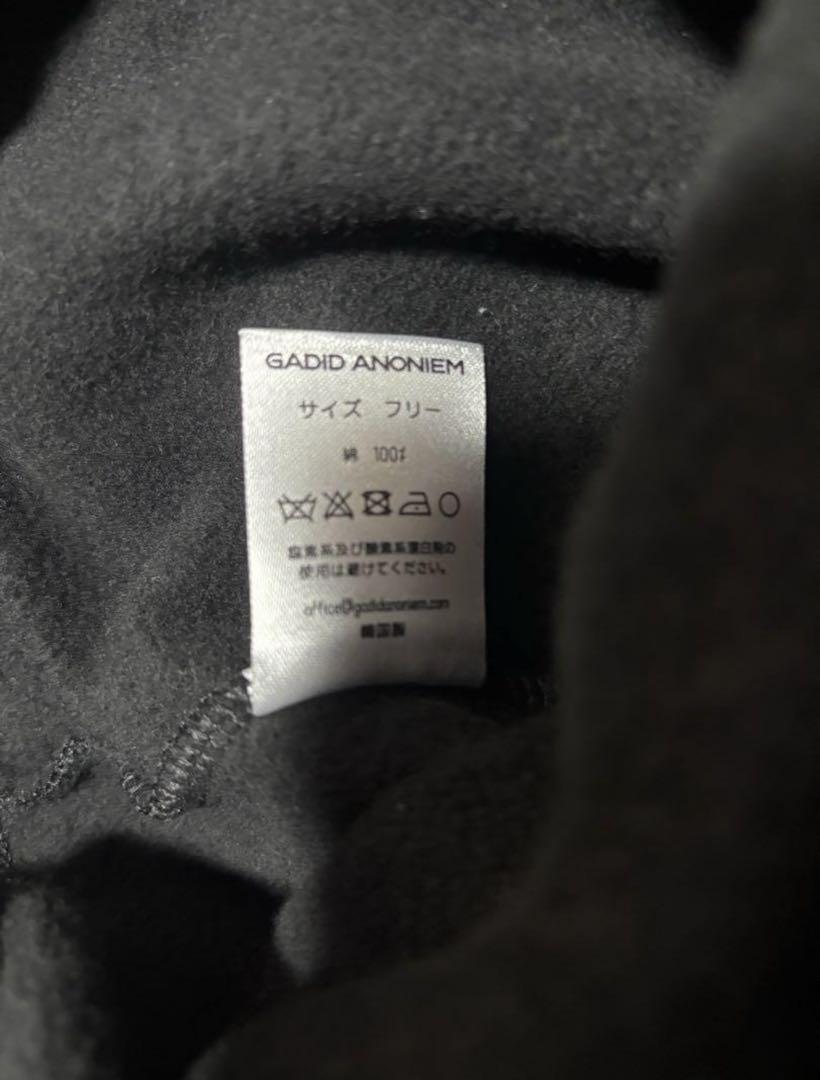 GADID ANONIEM
サイズ フリー
綿 100%
塩素系及び酸素系漂白剤の
使用は避けてください。
office@gadidanoniem.com
韓国製